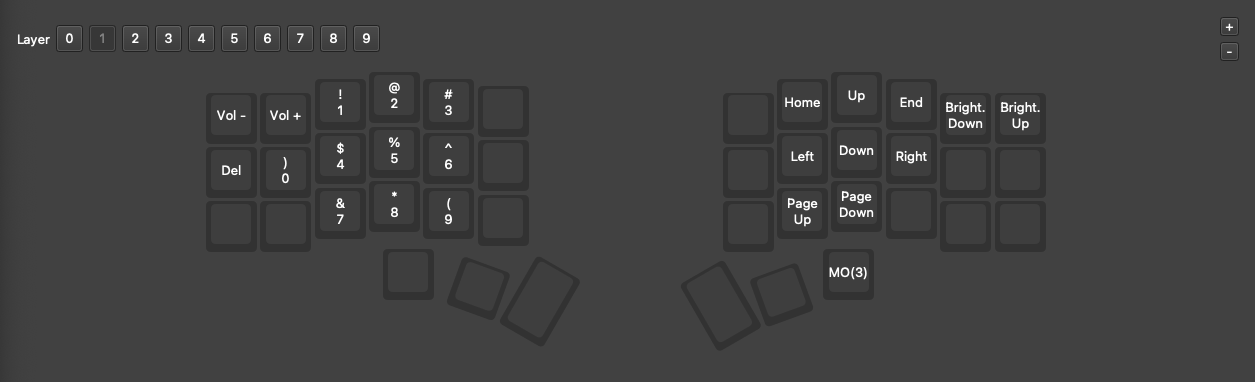 Layer 0 1 2 3 4 5 6 7 8 9
+
-
Vol -
Vol +
!
1
@
2
#
3
Home
Up
End
Bright.
Down
Bright.
Up
Del
)
0
$
4
%
5
^
6
Left
Down
Right
&
7
*
8
(
9
Page
Up
Page
Down
MO(3)